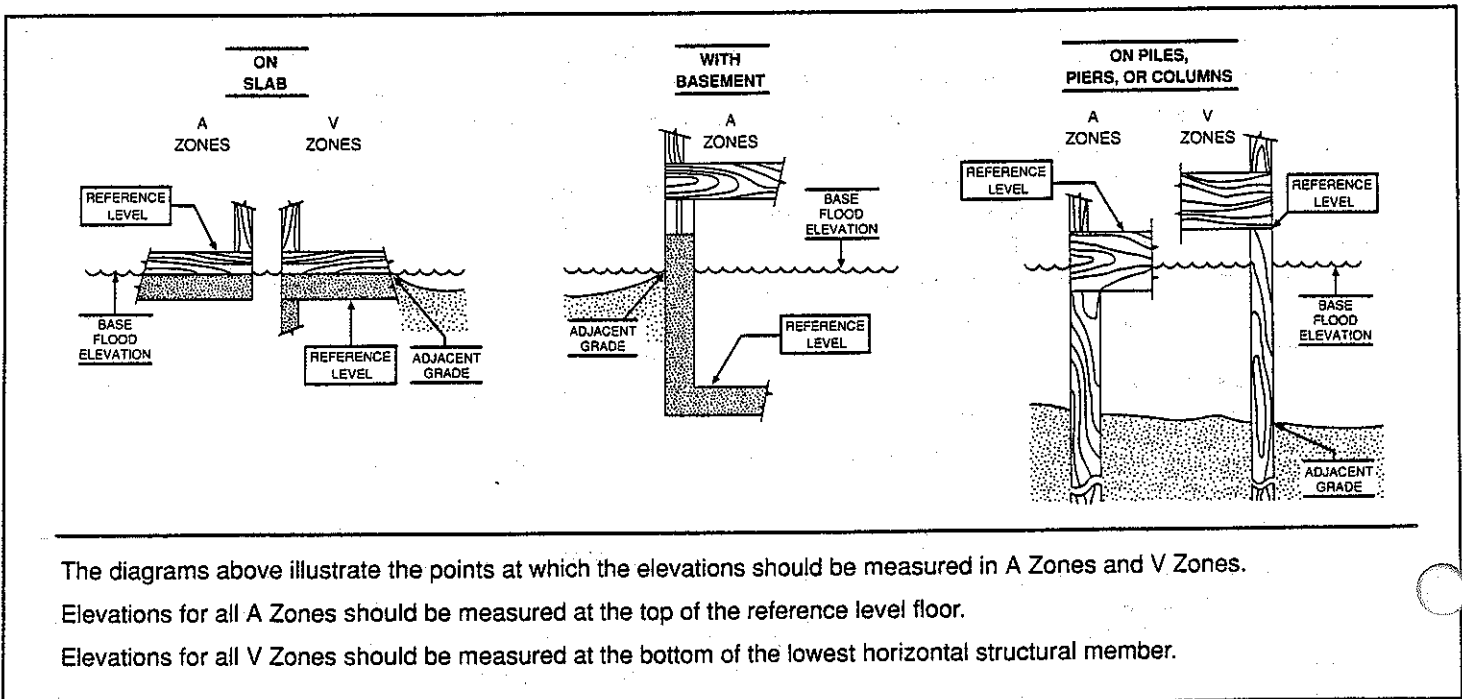 ON
SLAB
A
ZONES
V
ZONES
REFERENCE
LEVEL
BASE
FLOOD
ELEVATION
REFERENCE
LEVEL
ADJACENT
GRADE
WITH
BASEMENT
A
ZONES
BASE
FLOOD
ELEVATION
ADJACENT
GRADE
REFERENCE
LEVEL
ON PILES,
PIERS, OR COLUMNS
A
ZONES
V
ZONES
REFERENCE
LEVEL
REFERENCE
LEVEL
BASE
FLOOD
ELEVATION
ADJACENT
GRADE
The diagrams above illustrate the points at which the elevations should be measured in A Zones and V Zones.
Elevations for all A Zones should be measured at the top of the reference level floor.
Elevations for all V Zones should be measured at the bottom of the lowest horizontal structural member.